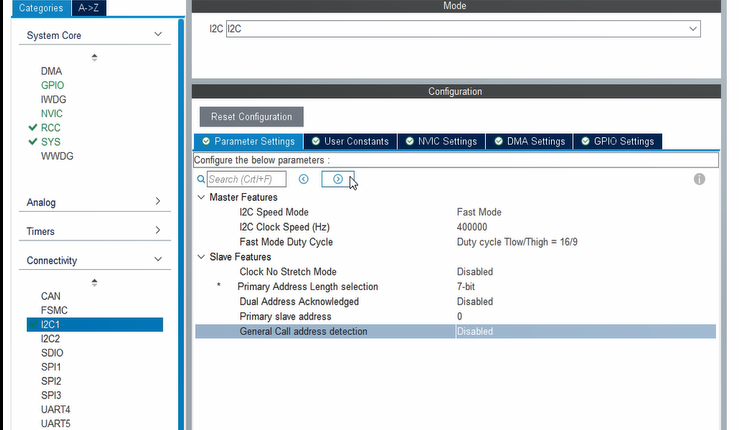 Categories A->Z
System Core
DMA
GPIO
IWDG
NVIC
RCC
SYS
WWDG
Analog
Timers
Connectivity
CAN
FSMC
I2C1
I2C2
SDIO
SPI1
SPI2
SPI3
UART4
UART5
Mode
I2C I2C
Configuration
Reset Configuration
Parameter Settings User Constants NVIC Settings DMA Settings GPIO Settings
Configure the below parameters :
Search (Crtl+F)
Master Features
I2C Speed Mode Fast Mode
I2C Clock Speed (Hz) 400000
Fast Mode Duty Cycle Duty cycle Tlow/Thigh = 16/9
Slave Features
Clock No Stretch Mode Disabled
* Primary Address Length selection 7-bit
Dual Address Acknowledged Disabled
Primary slave address 0
General Call address detection Disabled